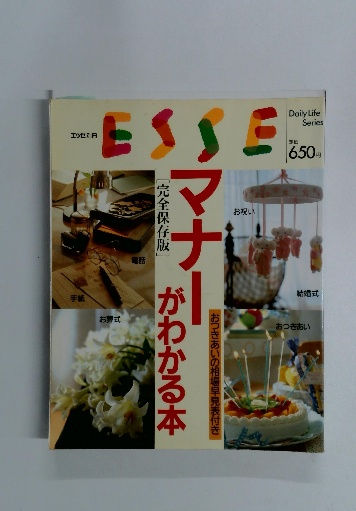 エッセ別冊
ESSE
Daily Life
Series
定価
650円
[完全保存版]
マナー
がわかる本
おつきあいの相場早見表付き
お祝い
電話
手紙
結婚式
お葬式
おつきあい